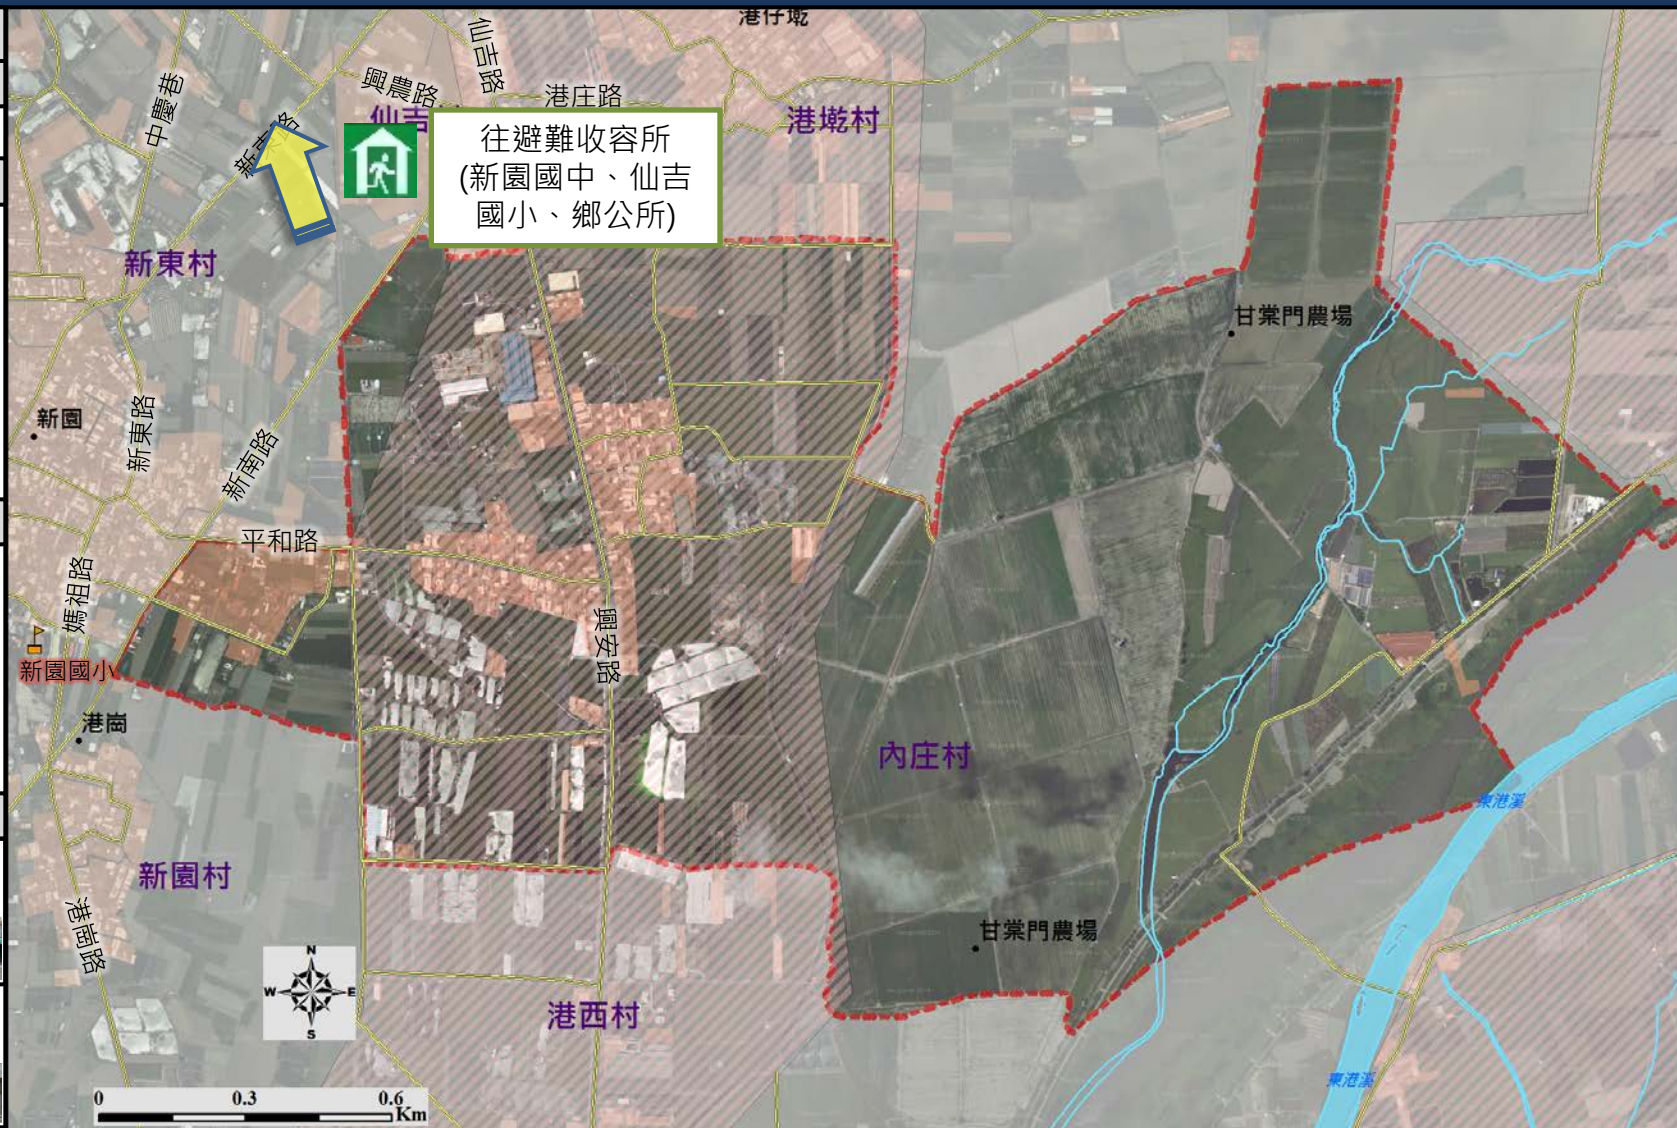 港仔墘
仙吉路
中慶巷
興農路
港庄路
仙吉
港墘村
新東路
往避難收容所
(新園國中、仙吉
國小、鄉公所)
新東村
甘棠門農場
新園
新東路
新南路
平和路
媽祖路
興安路
新園國小
港崗
內庄村
東港溪
新園村
港崗路
甘棠門農場
N
W
E
S
港西村
東港溪
0
0.3
0.6
Km